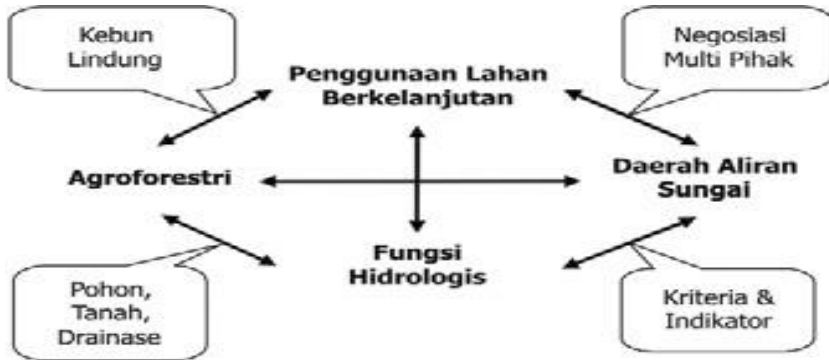 Kebun
Lindung
Negosiasi
Multi Pihak
Penggunaan Lahan
Berkelanjutan
Agroforestri
Daerah Aliran
Sungai
Fungsi
Hidrologis
Pohon,
Tanah,
Drainase
Kriteria &
Indikator